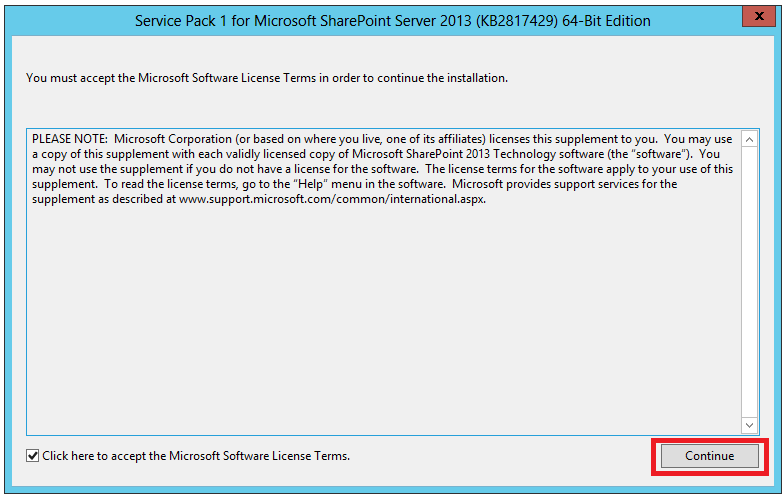 Service Pack 1 for Microsoft SharePoint Server 2013 (KB2817429) 64-Bit Edition
x
You must accept the Microsoft Software License Terms in order to continue the installation.
PLEASE NOTE:  Microsoft Corporation (or based on where you live, one of its affiliates) licenses this supplement to you.  You may use
a copy of this supplement with each validly licensed copy of Microsoft SharePoint 2013 Technology software (the “software”).  You
may not use the supplement if you do not have a license for the software.  The license terms for the software apply to your use of this
supplement.  To read the license terms, go to the “Help” menu in the software.  Microsoft provides support services for the
supplement as described at www.support.microsoft.com/common/international.aspx.
Click here to accept the Microsoft Software License Terms.
Continue